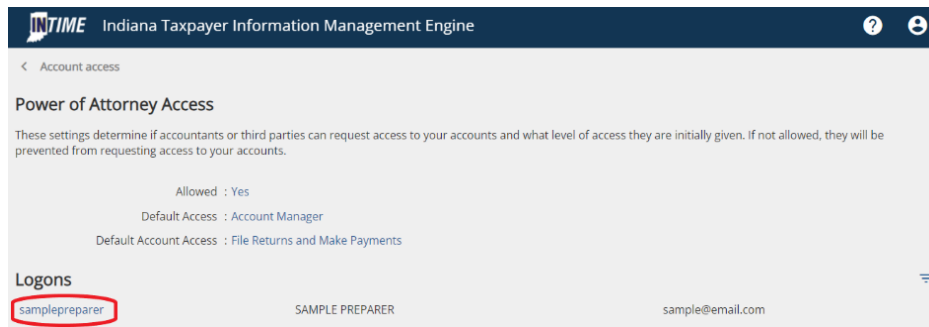 INTIME Indiana Taxpayer Information Management Engine
< Account access
Power of Attorney Access
These settings determine if accountants or third parties can request access to your accounts and what level of access they are initially given. If not allowed, they will be
prevented from requesting access to your accounts.
Allowed : Yes
Default Access : Account Manager
Default Account Access : File Returns and Make Payments
Logons
samplepreparer SAMPLE PREPARER sample@email.com